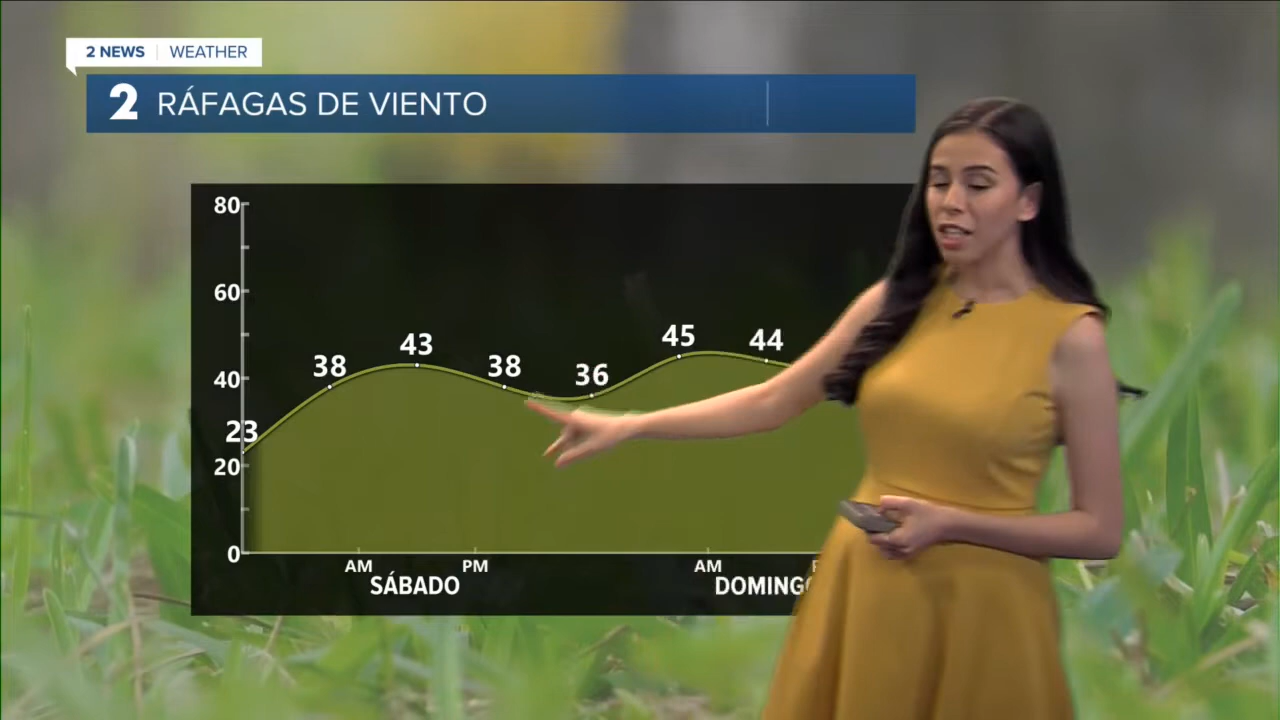 2 NEWS WEATHER
2 RÁFAGAS DE VIENTO
80
60
40
20
0
23
38
43
38
36
45
44
AM
PM
AM
SÁBADO
DOMINGO